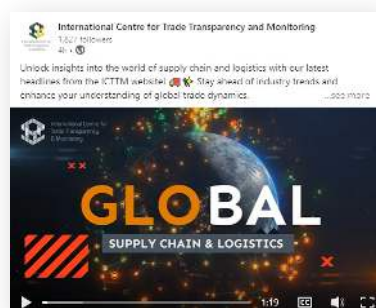 International Centre for Trade Transparency and Monitoring
1,827 followers
4h
Unlock insights into the world of supply chain and logistics with our latest
headlines from the ICTTM website! Stay ahead of industry trends and
enhance your understanding of global trade dynamics. ...see more
International Centre for
Trade Transparency
& Monitoring
GLOBAL
SUPPLY CHAIN & LOGISTICS
1:19
CC